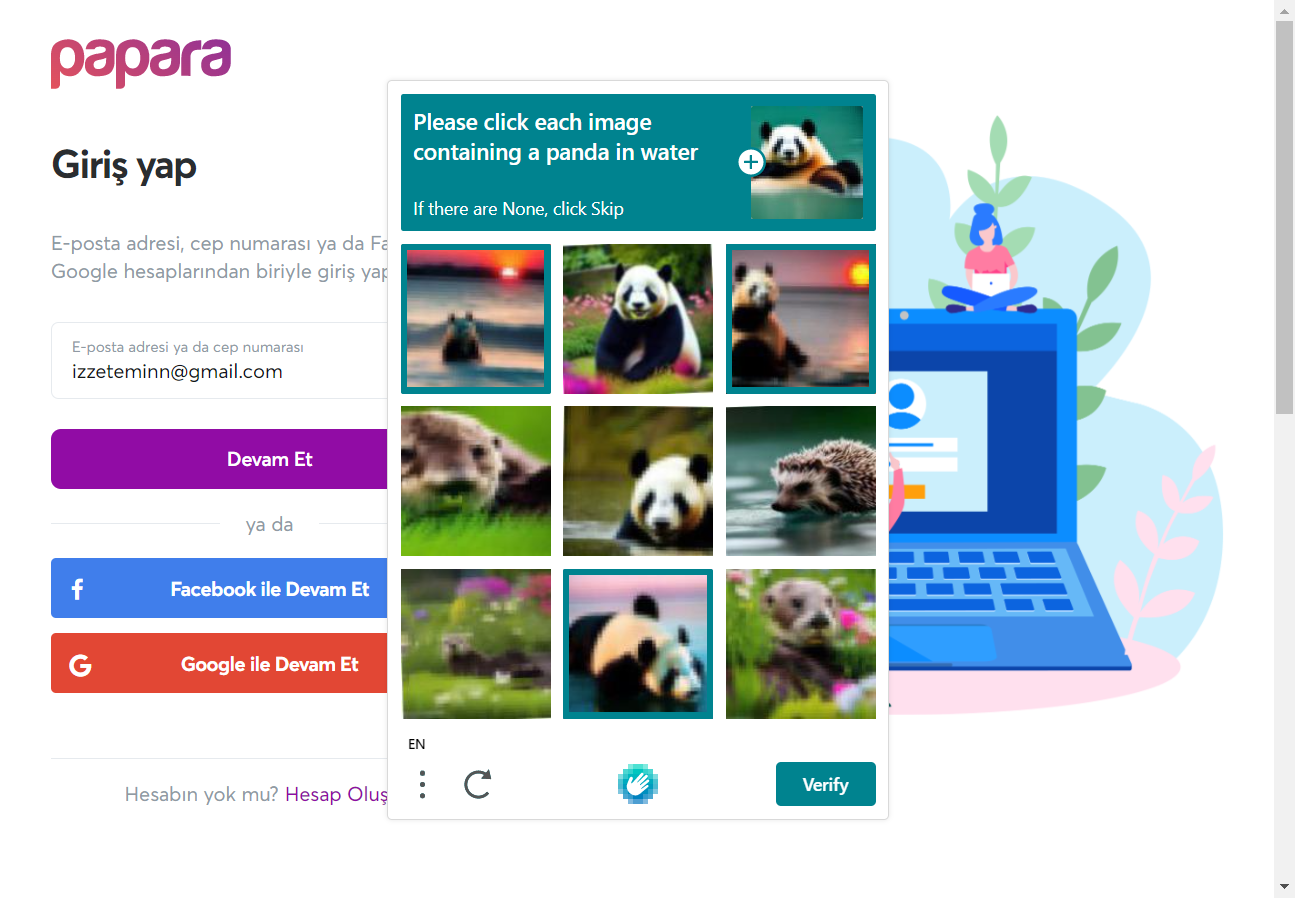 papara
Giriş yap
E-posta adresi, cep numarası ya da Fa
Google hesaplarından biriyle giriş yap
E-posta adresi ya da cep numarası
izzeteminn@gmail.com
Devam Et
ya da
Facebook ile Devam Et
Google ile Devam Et
Hesabın yok mu? Hesap Oluş
Please click each image
containing a panda in water
If there are None, click Skip
EN
Verify